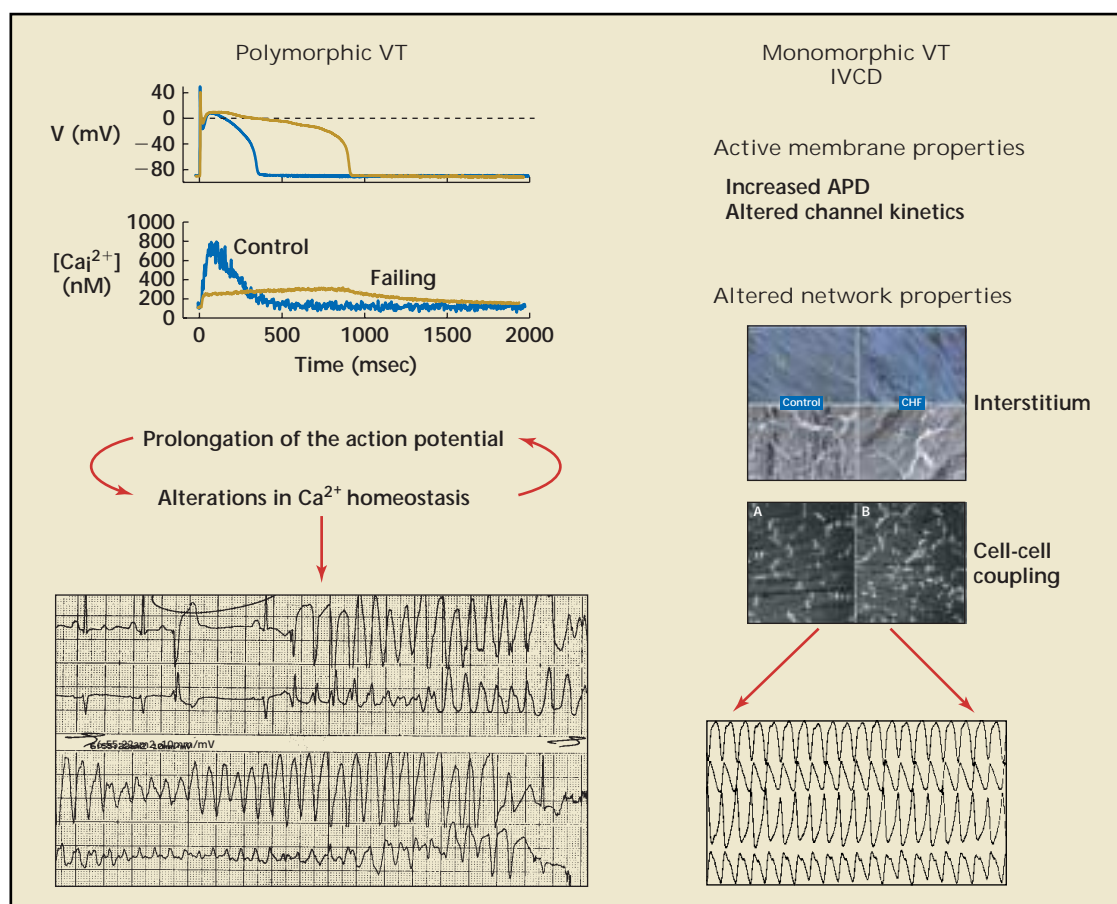 Polymorphic VT
40
0
−40
−80
V (mV)
1000
800
600
400
200
0
[Cai²⁺]
(nM)
Control
Failing
0 500 1000 1500 2000
Time (msec)
Prolongation of the action potential
Alterations in Ca²⁺ homeostasis
10mm/mV
Monomorphic VT
IVCD
Active membrane properties
Increased APD
Altered channel kinetics
Altered network properties
Control CHF
Interstitium
A B
Cell-cell
coupling